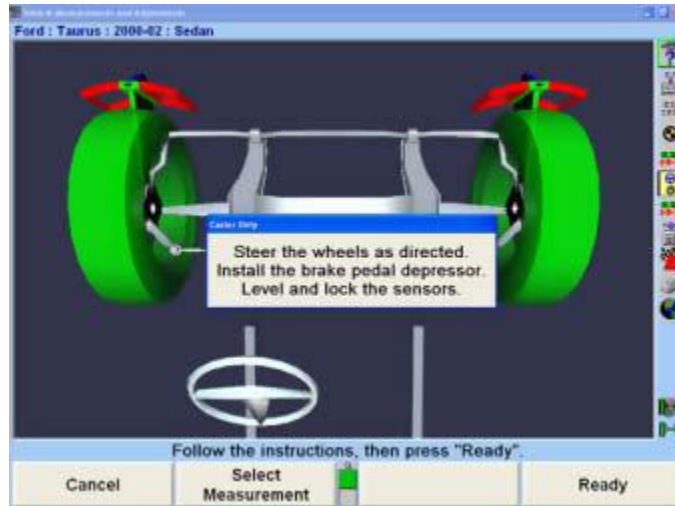 Ford : Taurus : 2000-02 : Sedan
Caster Only
Steer the wheels as directed.
Install the brake pedal depressor.
Level and lock the sensors.
Follow the instructions, then press "Ready".
Cancel
Select
Measurement
Ready